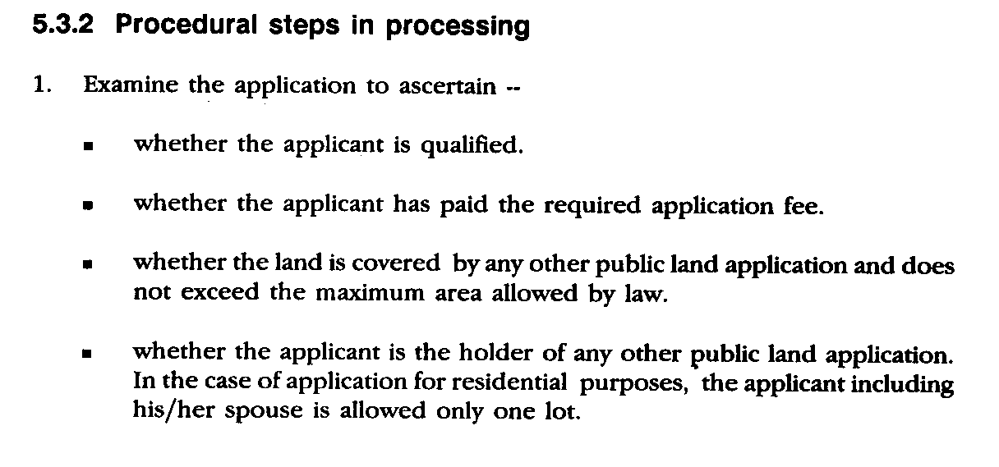 5.3.2 Procedural steps in processing
1. Examine the application to ascertain --
▪ whether the applicant is qualified.
▪ whether the applicant has paid the required application fee.
▪ whether the land is covered by any other public land application and does
not exceed the maximum area allowed by law.
▪ whether the applicant is the holder of any other public land application.
In the case of application for residential purposes, the applicant including
his/her spouse is allowed only one lot.